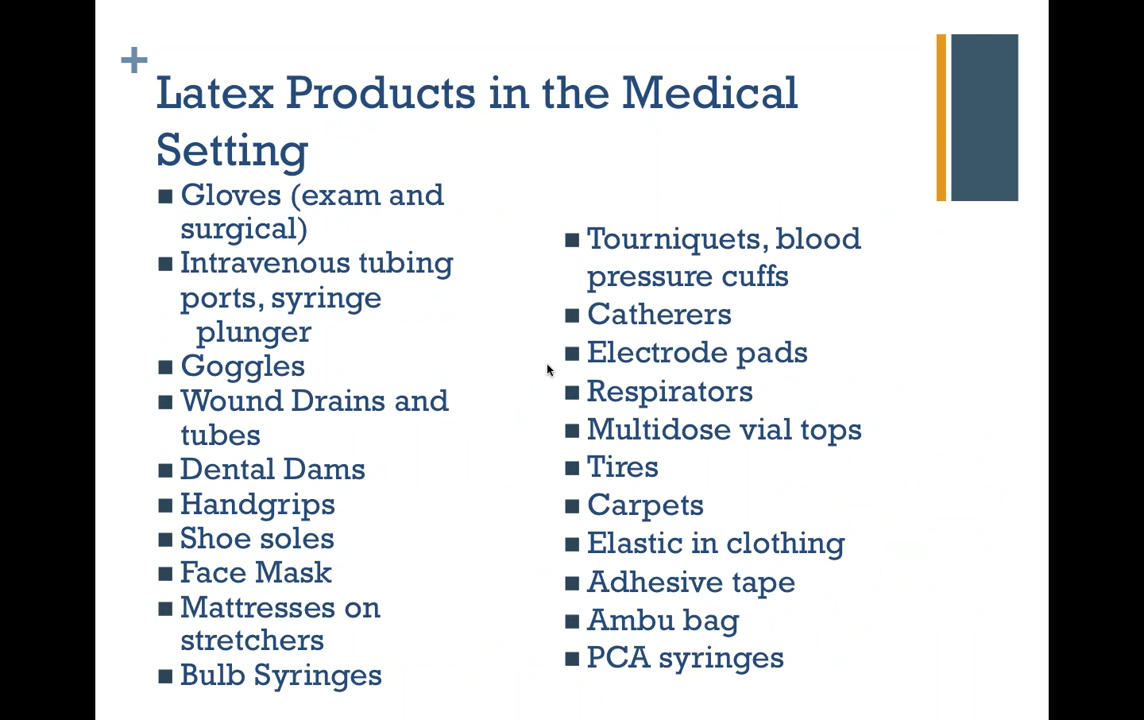 +
Latex Products in the Medical
Setting
■ Gloves (exam and
surgical)
■ Intravenous tubing
ports, syringe
plunger
■ Goggles
■ Wound Drains and
tubes
■ Dental Dams
■ Handgrips
■ Shoe soles
■ Face Mask
■ Mattresses on
stretchers
■ Bulb Syringes
■ Tourniquets, blood
pressure cuffs
■ Catherers
■ Electrode pads
■ Respirators
■ Multidose vial tops
■ Tires
■ Carpets
■ Elastic in clothing
■ Adhesive tape
■ Ambu bag
■ PCA syringes